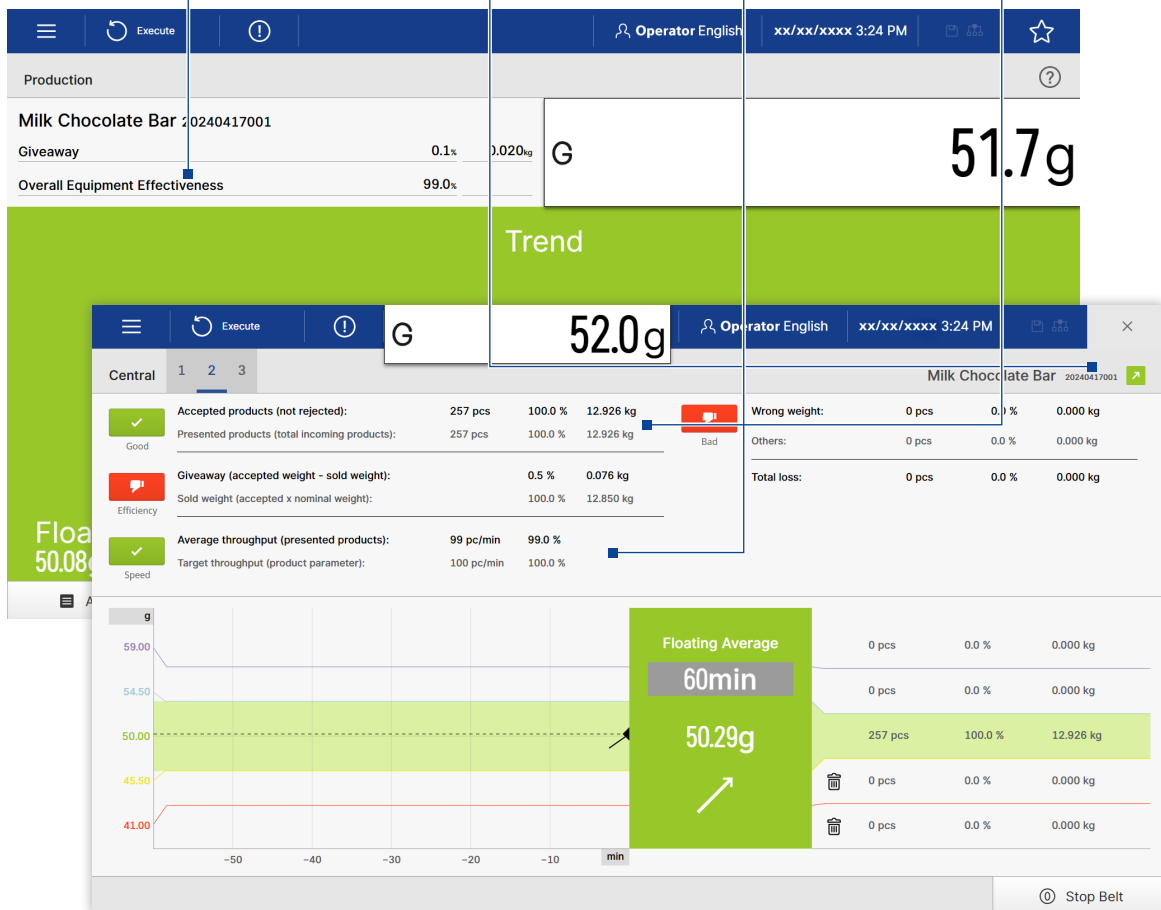 Execute
Operator English
xx/xx/xxxx 3:24 PM
Production
Milk Chocolate Bar 20240417001
Giveaway 0.1% 0.020kg
Overall Equipment Effectiveness 99.0%
G 51.7g
Trend
50.08g
Execute
G 52.0g
Operator English
xx/xx/xxxx 3:24 PM
Central 1 2 3
Milk Chocolate Bar 20240417001
Good
Accepted products (not rejected): 257 pcs 100.0 % 12.926 kg
Presented products (total incoming products): 257 pcs 100.0 % 12.926 kg
Bad
Wrong weight: 0 pcs 0.0 % 0.000 kg
Others: 0 pcs 0.0 % 0.000 kg
Total loss: 0 pcs 0.0 % 0.000 kg
Efficiency
Giveaway (accepted weight - sold weight): 0.5 % 0.076 kg
Sold weight (accepted x nominal weight): 100.0 % 12.850 kg
Speed
Average throughput (presented products): 99 pc/min 99.0 %
Target throughput (product parameter): 100 pc/min 100.0 %
g
59.00
54.50
50.00
45.50
41.00
-50 -40 -30 -20 -10 min
Floating Average
60min
50.29g
0 pcs 0.0 % 0.000 kg
0 pcs 0.0 % 0.000 kg
257 pcs 100.0 % 12.926 kg
0 pcs 0.0 % 0.000 kg
0 pcs 0.0 % 0.000 kg
Stop Belt